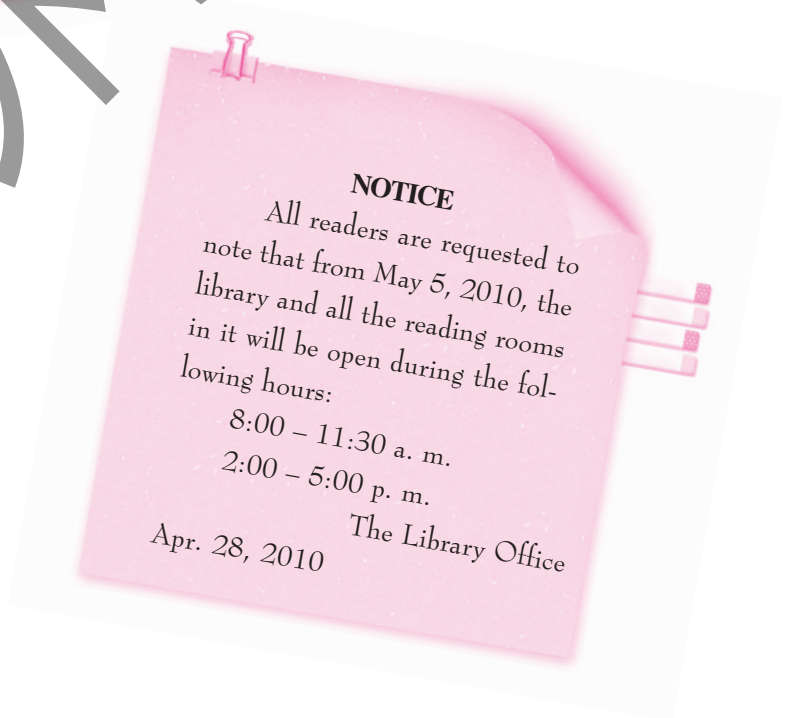 NOTICE
All readers are requested to
note that from May 5, 2010, the
library and all the reading rooms
in it will be open during the fol-
lowing hours:
8:00 – 11:30 a. m.
2:00 – 5:00 p. m.
The Library Office
Apr. 28, 2010